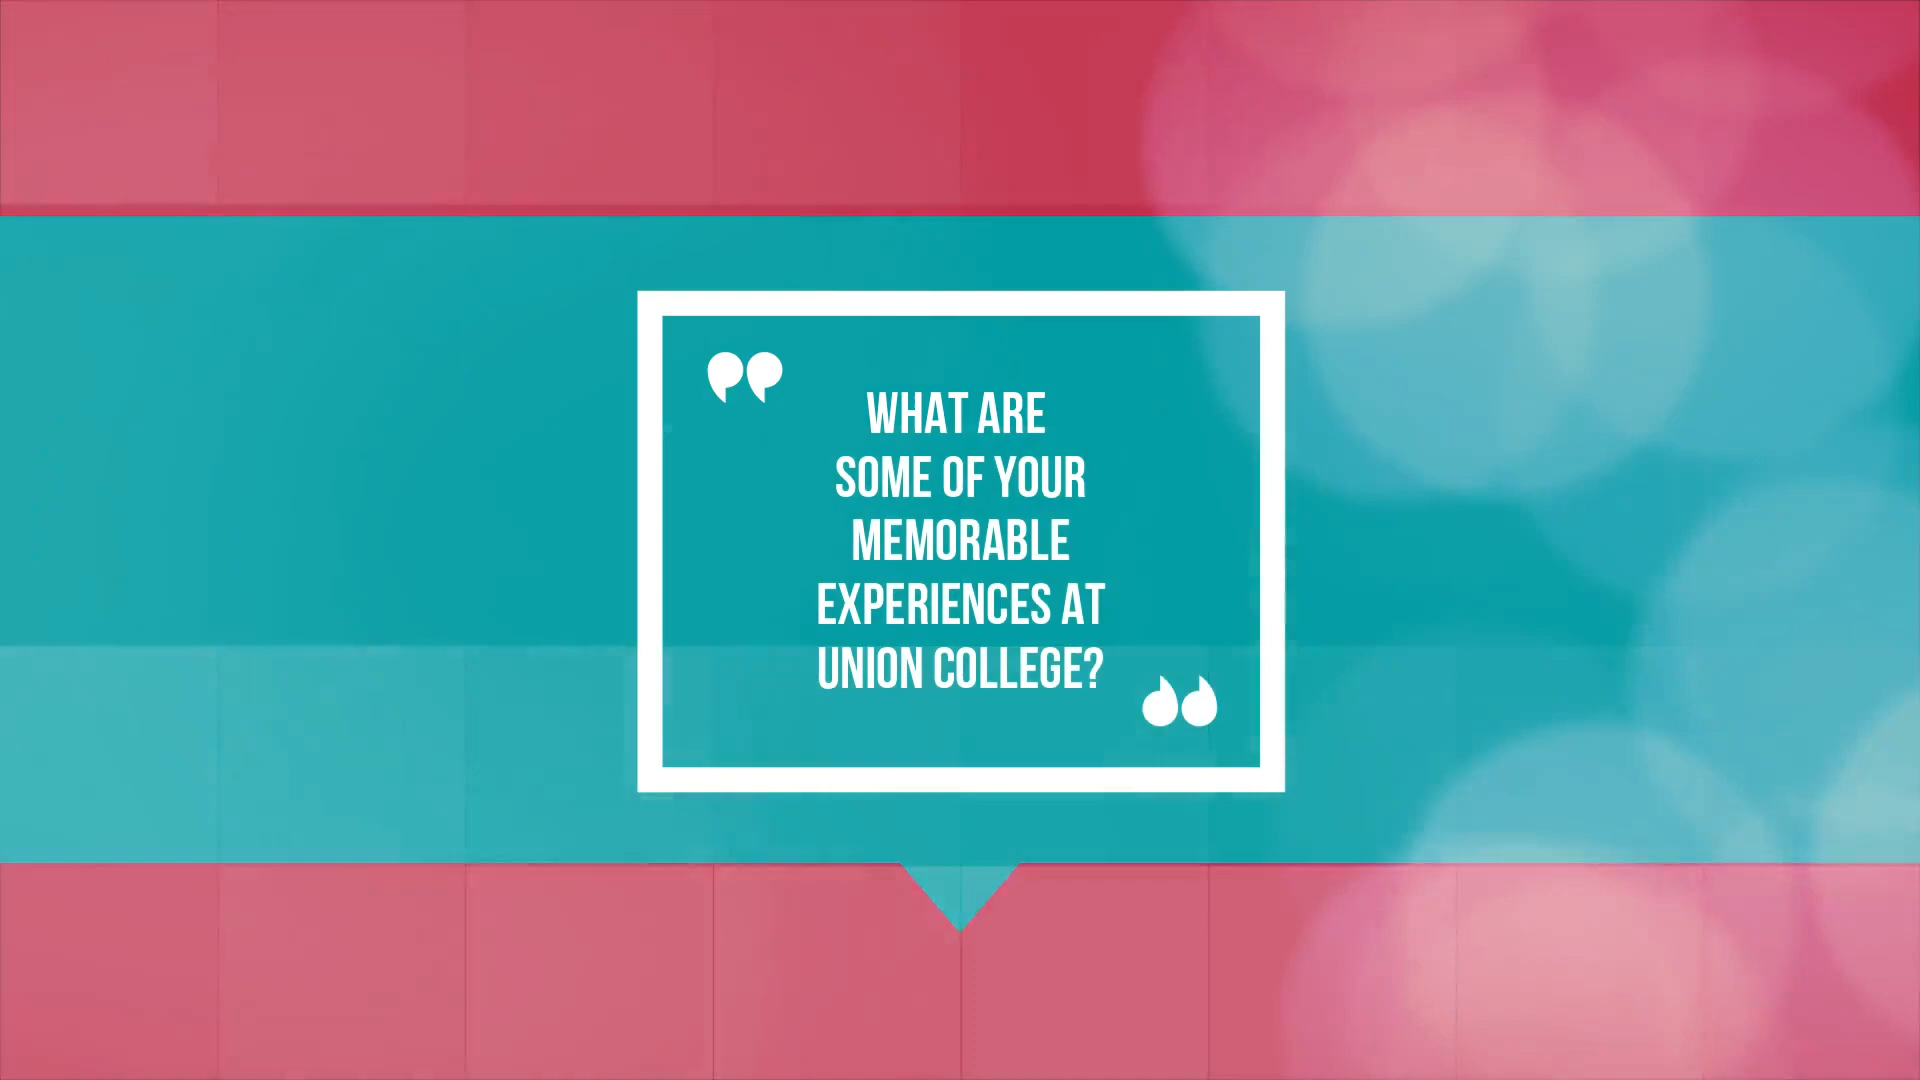 WHAT ARE
SOME OF YOUR
MEMORABLE
EXPERIENCES AT
UNION COLLEGE?